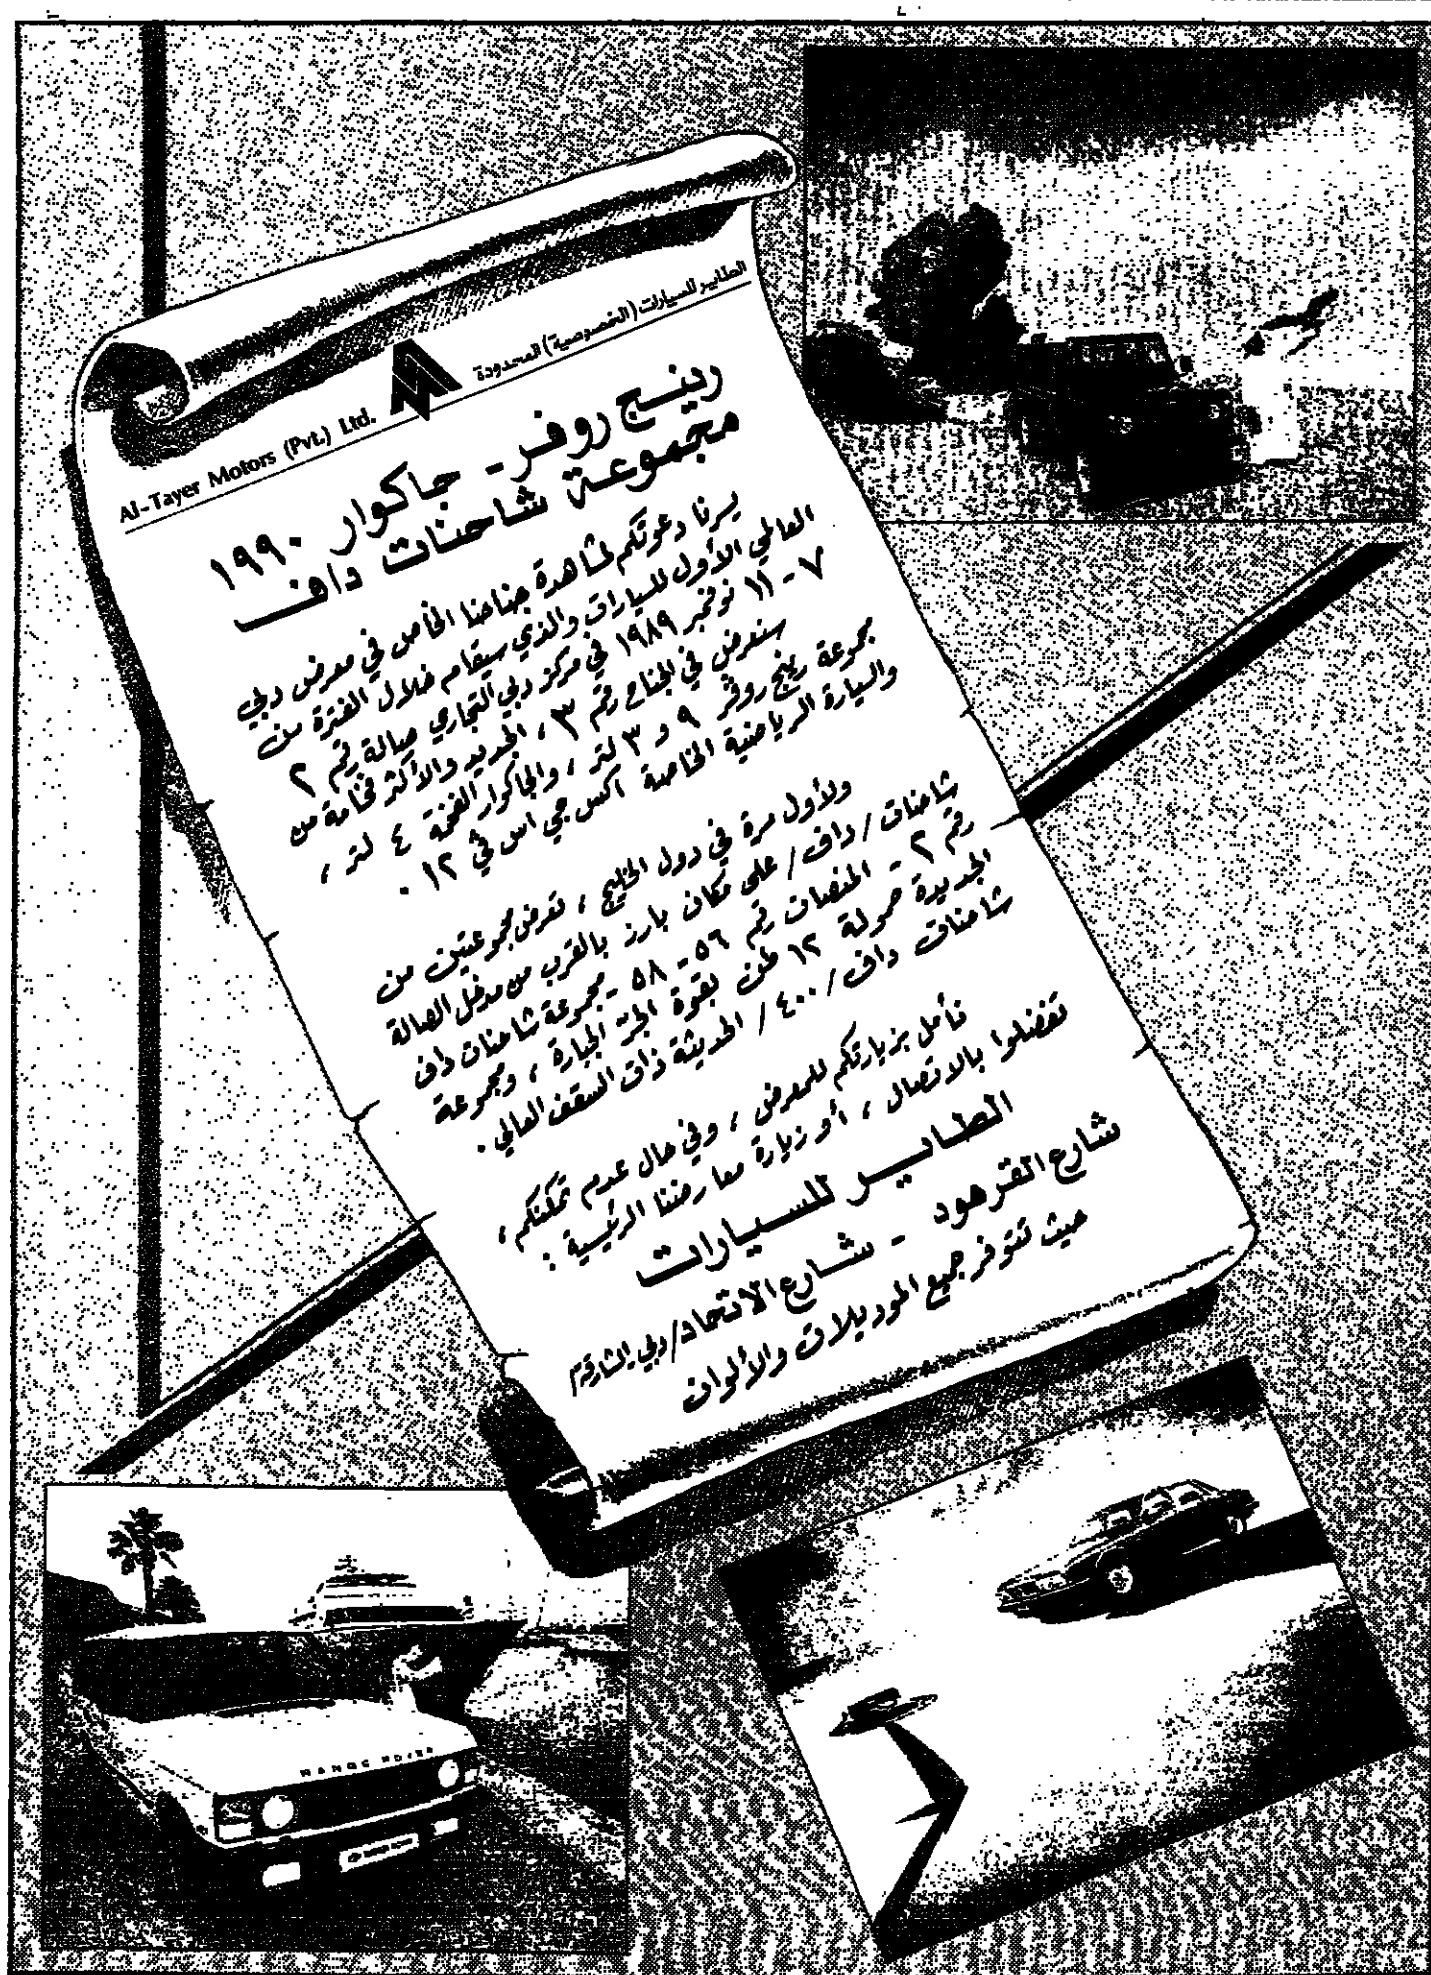 Al-Tayer Motors (Pvt.) Ltd.
الطاير للسيارات (الخصوصية) المحدودة
رينج روفر - جاكوار ١٩٩٠
مجموعة شاحنات داف
يسرنا دعوتكم لمشاهدة جناحنا الخاص في معرض دبي
العالمي الأول للسيارات والذي سيقام خلال الفترة من
٧ - ١١ نوفمبر ١٩٨٩ في مركز دبي التجاري صالة رقم ٢
سنعرض في الجناح رقم ٣ ، الجديد والأكثر فخامة من
مجموعة رينج روفر ٩ و ٣ لتر ، والجاكوار الفخمة ٤ لتر ،
والسيارة الرياضية الخاصة اكس جي اس في ١٢ .
ولأول مرة في دول الخليج ، نعرض مجموعتين من
شاحنات / داف / على مكان بارز بالقرب من مدخل الصالة
رقم ٢ - المنصات رقم ٥٦ - ٥٨ - مجموعة شاحنات داف
الجديدة حمولة ١٢ طن بقوة الجر الجبارة ، ومجموعة
شاحنات داف / ٤٠٠ / الحديثة ذات السقف العالي .
نأمل بزيارتكم للمعرض ، وفي حال عدم تمكنكم ،
تفضلوا بالاتصال ، أو زيارة معارضنا الرئيسية :
الطاير للسيارات
شارع القرهود - شارع الاتحاد / دبي الشارقة /
حيث تتوفر جميع الموديلات والألوان
RANGE ROVER